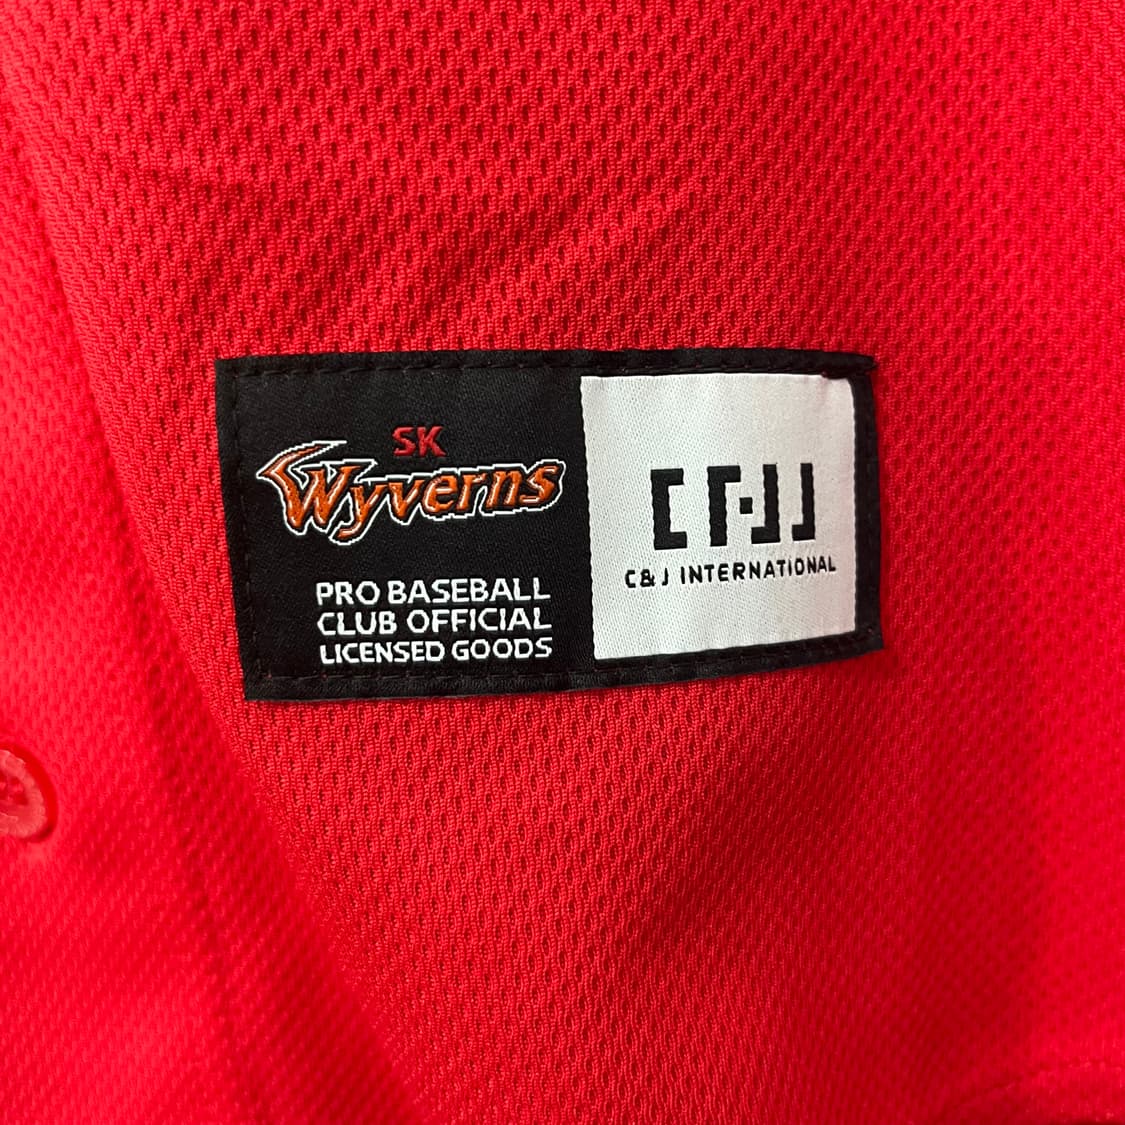 SK
Wyverns
PRO BASEBALL
CLUB OFFICIAL
LICENSED GOODS
C&J
C&J INTERNATIONAL